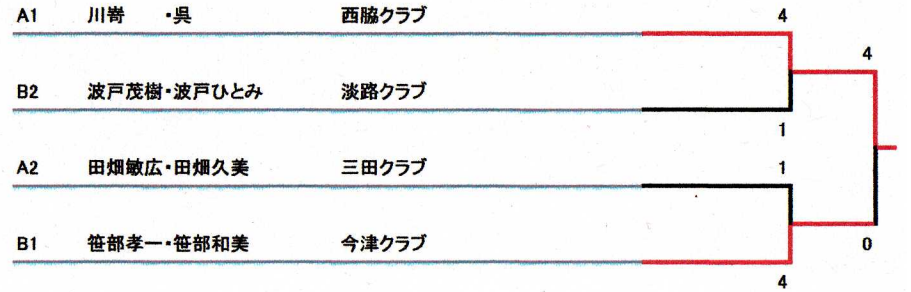 A1 川嵜 ・呉 西脇クラブ 4
4
B2 波戸茂樹・波戸ひとみ 淡路クラブ
1
A2 田畑敏広・田畑久美 三田クラブ 1
B1 笹部孝一・笹部和美 今津クラブ 0
4